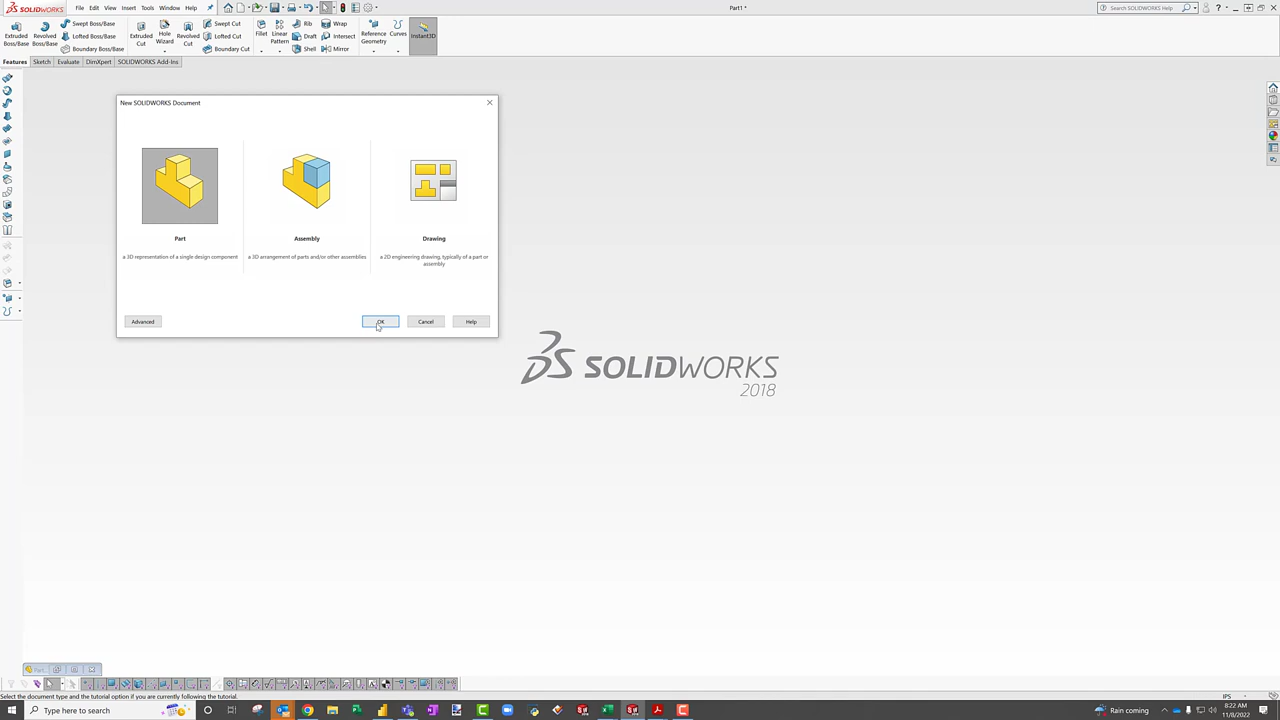 SOLIDWORKS File Edit View Insert Tools Window Help Part1 * Search SOLIDWORKS Help
Extruded Boss/Base
Revolved Boss/Base
Swept Boss/Base
Lofted Boss/Base
Boundary Boss/Base
Extruded Cut
Hole Wizard
Revolved Cut
Swept Cut
Lofted Cut
Boundary Cut
Fillet
Linear Pattern
Rib
Draft
Shell
Wrap
Intersect
Mirror
Reference Geometry
Curves
Instant3D
Features Sketch Evaluate DimXpert SOLIDWORKS Add-Ins
New SOLIDWORKS Document
Part Assembly Drawing
a 3D representation of a single design component
a 3D arrangement of parts and/or other assemblies
a 2D engineering drawing, typically of a part or
assembly
Advanced OK Cancel Help
SOLIDWORKS
2018
Select the document type and the tutorial option if you are currently following the tutorial. IPS
Type here to search Rain coming 8:22 AM
11/8/2022